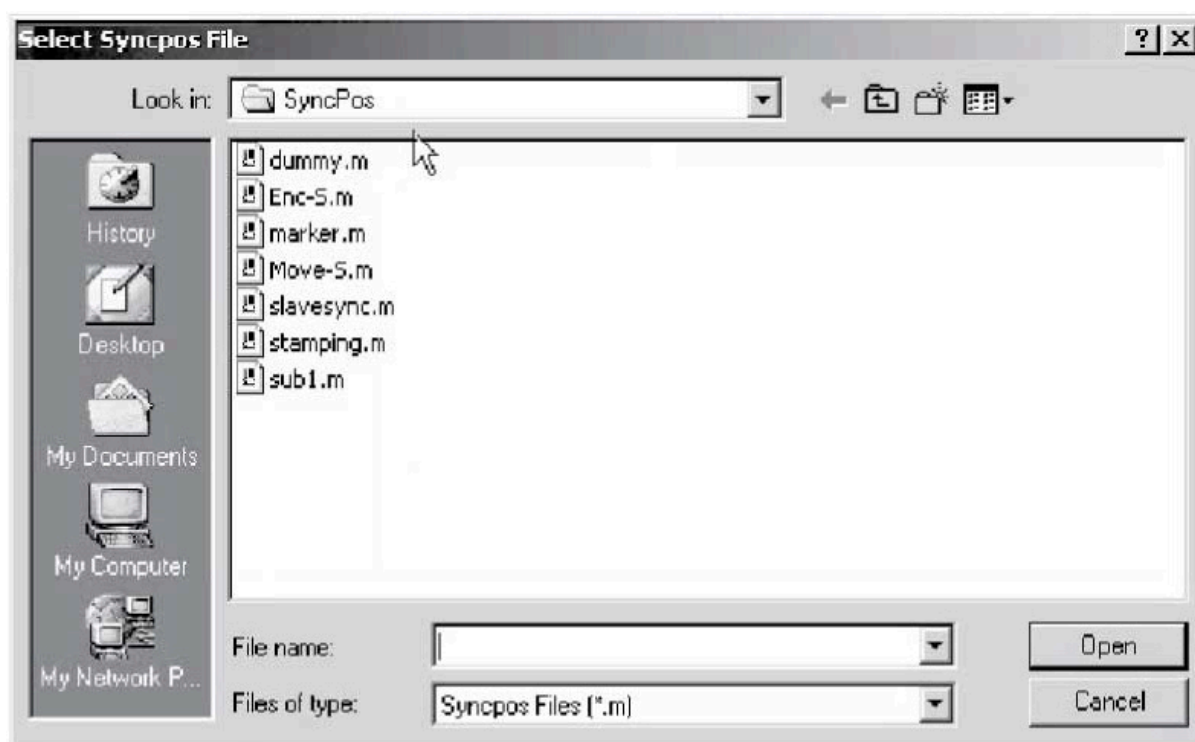 Select Syncpos File
Look in: SyncPos
History
Desktop
My Documents
My Computer
My Network P...
dummy.m
Enc-S.m
marker.m
Move-S.m
slavesync.m
stamping.m
sub1.m
File name:
Open
Files of type: Syncpos Files (*.m)
Cancel